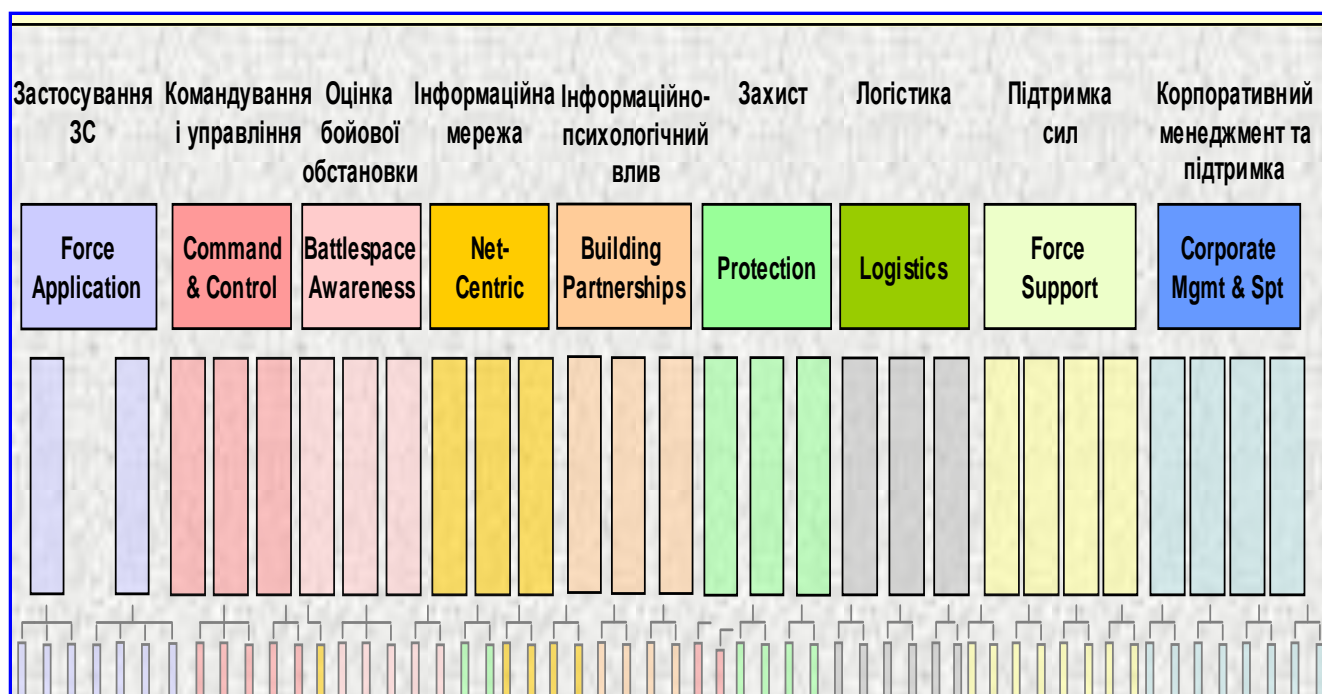 Застосування
ЗС
Командування
і управління
Оцінка
бойової
обстановки
Інформаційна
мережа
Інформаційно-
психологічний
влив
Захист
Логістика
Підтримка
сил
Корпоративний
менеджмент та
підтримка
Force
Application
Command
& Control
Battlespace
Awareness
Net-
Centric
Building
Partnerships
Protection
Logistics
Force
Support
Corporate
Mgmt & Spt